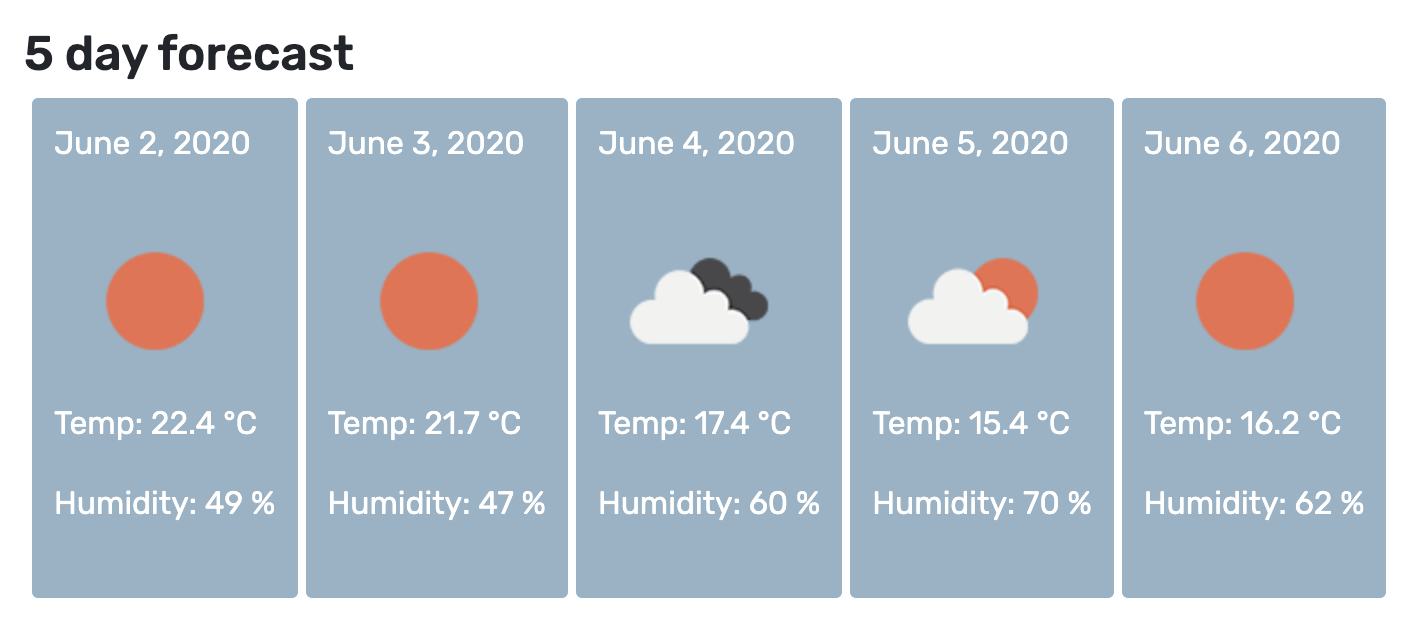 5 day forecast
June 2, 2020
Temp: 22.4 °C
Humidity: 49 %
June 3, 2020
Temp: 21.7 °C
Humidity: 47 %
June 4, 2020
Temp: 17.4 °C
Humidity: 60 %
June 5, 2020
Temp: 15.4 °C
Humidity: 70 %
June 6, 2020
Temp: 16.2 °C
Humidity: 62 %